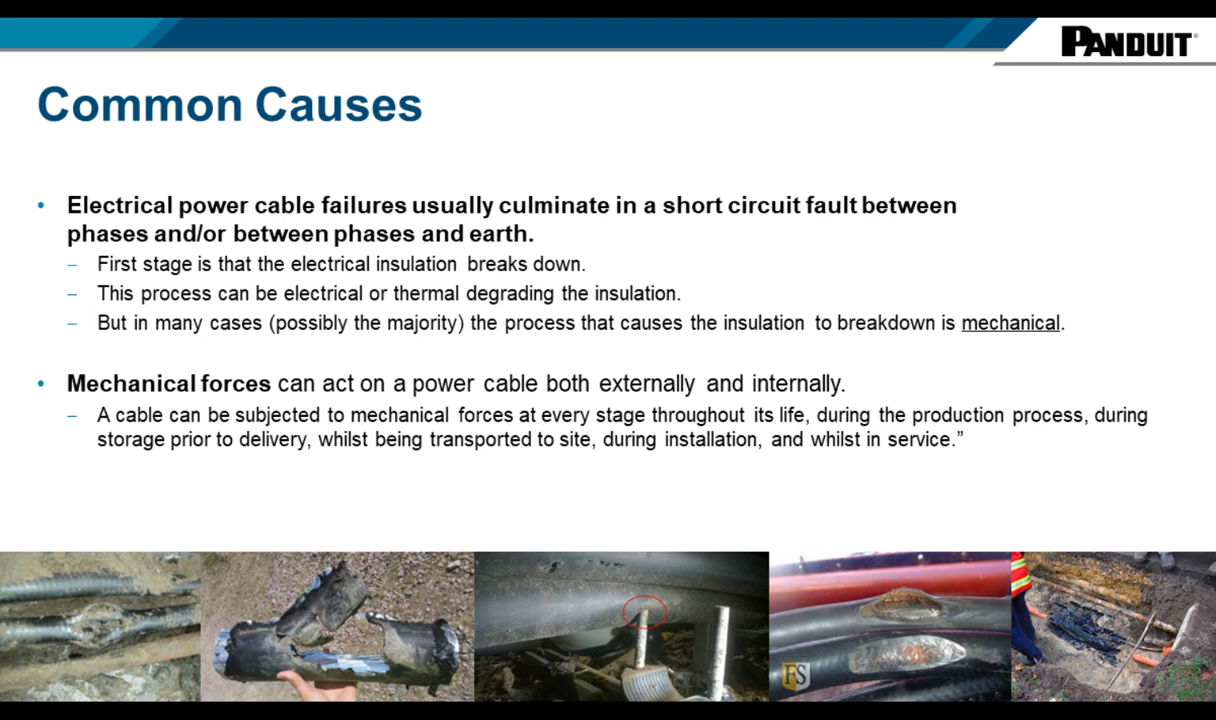 PANDUIT®
Common Causes
• Electrical power cable failures usually culminate in a short circuit fault between
phases and/or between phases and earth.
– First stage is that the electrical insulation breaks down.
– This process can be electrical or thermal degrading the insulation.
– But in many cases (possibly the majority) the process that causes the insulation to breakdown is mechanical.
• Mechanical forces can act on a power cable both externally and internally.
– A cable can be subjected to mechanical forces at every stage throughout its life, during the production process, during
storage prior to delivery, whilst being transported to site, during installation, and whilst in service.”
FS